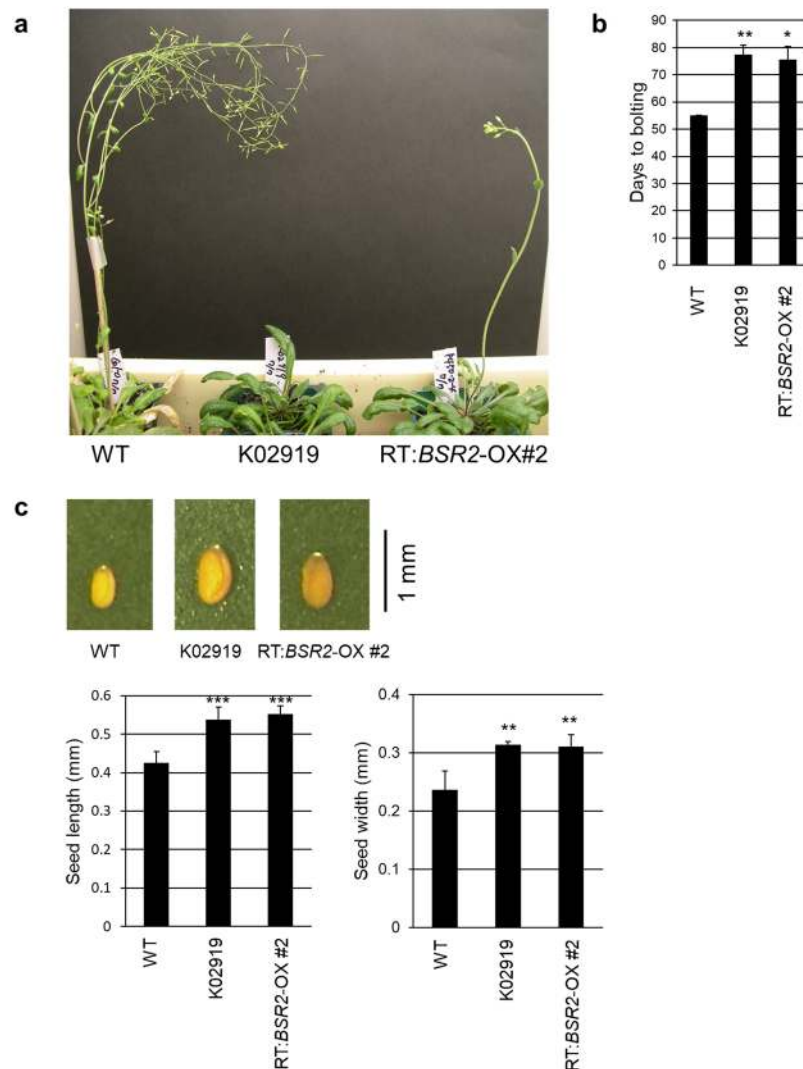 a
WT
K02919
RT:BSR2-OX#2
b
Days to bolting
90
80
70
60
50
40
30
20
10
0
**
*
WT
K02919
RT:BSR2-OX #2
c
1 mm
WT
K02919
RT:BSR2-OX #2
Seed length (mm)
0.6
0.5
0.4
0.3
0.2
0.1
0
***
***
WT
K02919
RT:BSR2-OX #2
Seed width (mm)
0.4
0.3
0.2
0.1
0
**
**
WT
K02919
RT:BSR2-OX #2